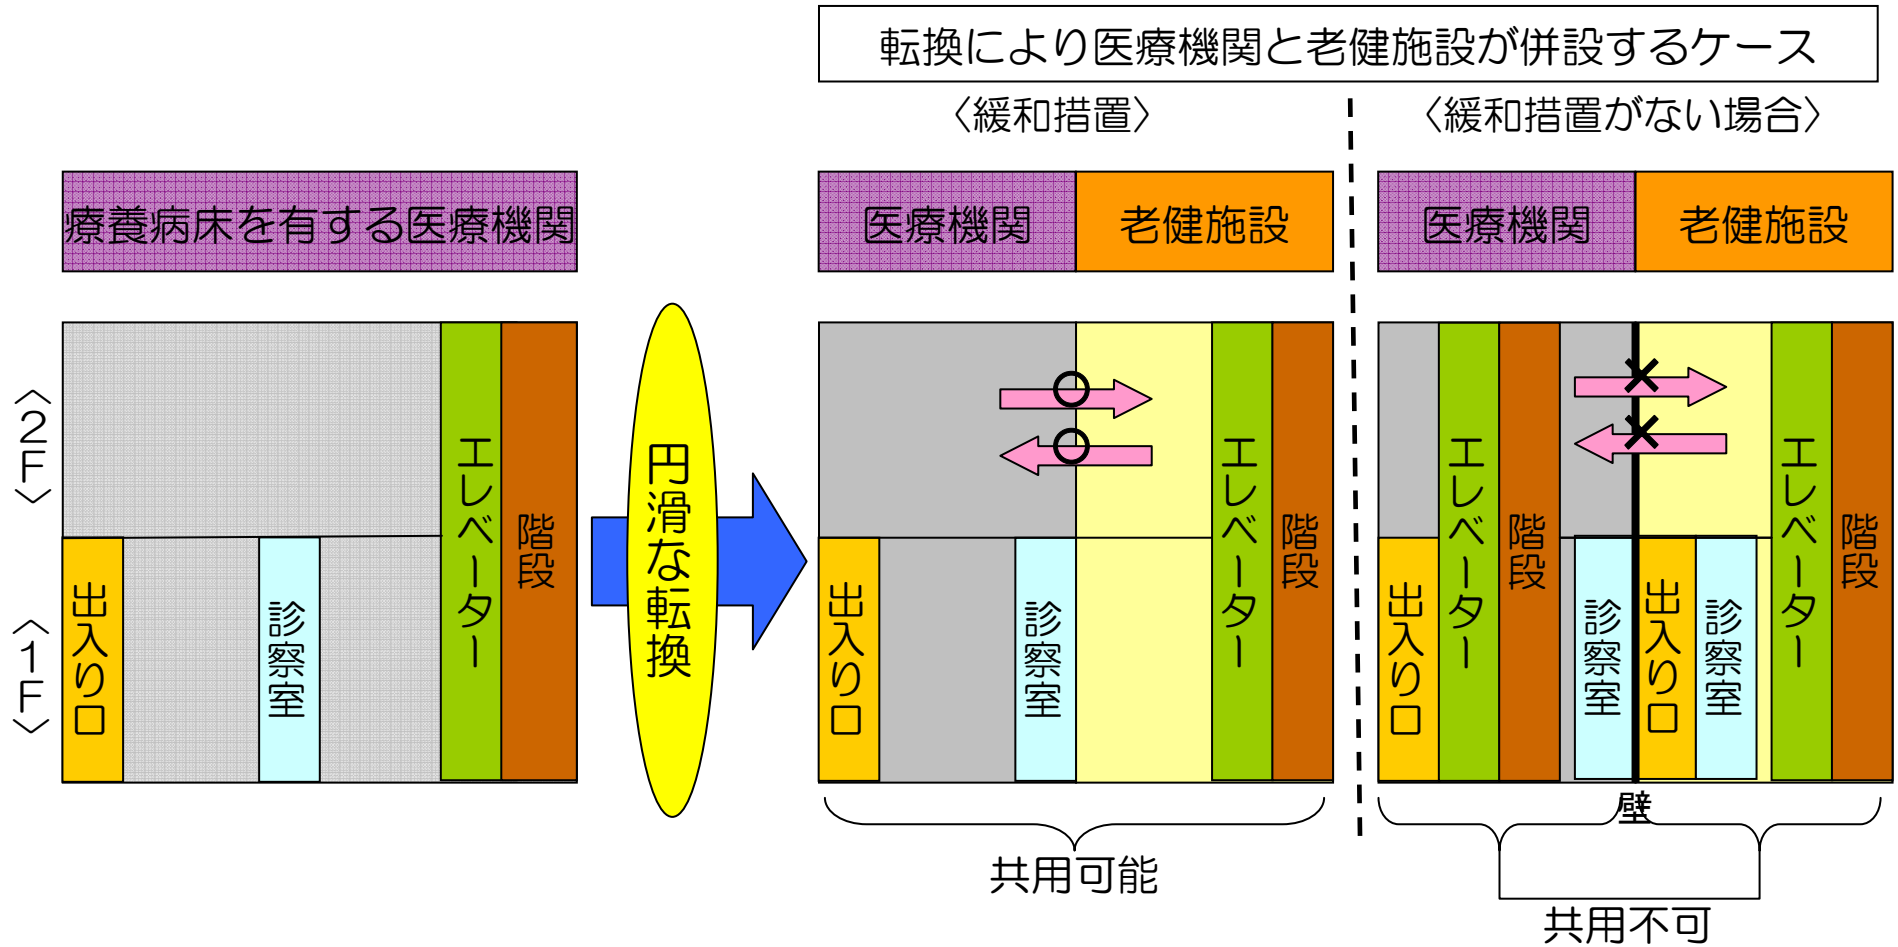 転換により医療機関と老健施設が併設するケース
〈緩和措置〉
〈緩和措置がない場合〉
療養病床を有する医療機関
医療機関
老健施設
医療機関
老健施設
〈2F〉
〈1F〉
出入り口
診察室
エレベーター
階段
円滑な転換
出入り口
診察室
エレベーター
階段
出入り口
エレベーター
階段
診察室
出入り口
診察室
エレベーター
階段
壁
共用可能
共用不可